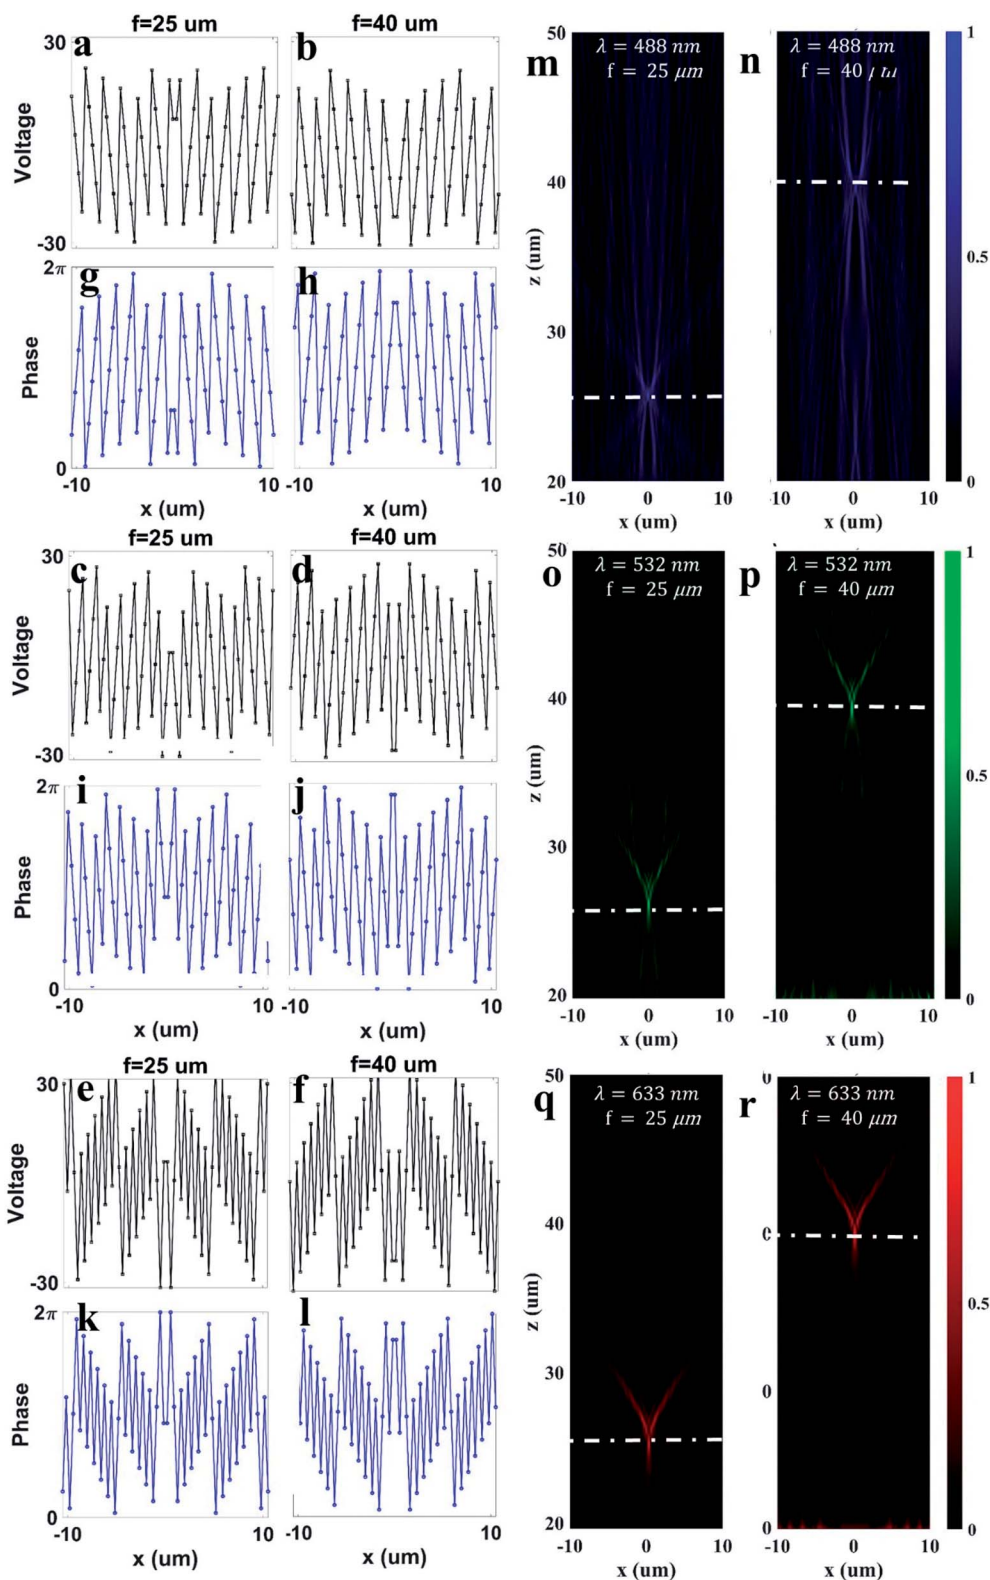 f=25 um
f=40 um
a
b
30
Voltage
-30
g
h
2π
Phase
0
-10
10
-10
10
x (um)
x (um)
f=25 um
f=40 um
c
d
30
Voltage
-30
i
j
2π
Phase
0
-10
10
-10
10
x (um)
x (um)
f=25 um
f=40 um
e
f
30
Voltage
-30
k
l
2π
Phase
0
-10
10
-10
10
x (um)
x (um)
m
λ = 488 nm
f = 25 μm
50
40
30
20
z (um)
-10
0
10
x (um)
n
λ = 488 nm
f = 40
-10
0
10
x (um)
1
0.5
0
o
λ = 532 nm
f = 25 μm
50
40
30
20
z (um)
-10
0
10
x (um)
p
λ = 532 nm
f = 40 μm
-10
0
10
x (um)
1
0.5
0
q
λ = 633 nm
f = 25 μm
50
40
30
20
z (um)
-10
0
10
x (um)
r
λ = 633 nm
f = 40 μm
0
0
0
0
-10
0
10
x (um)
1
0.5
0